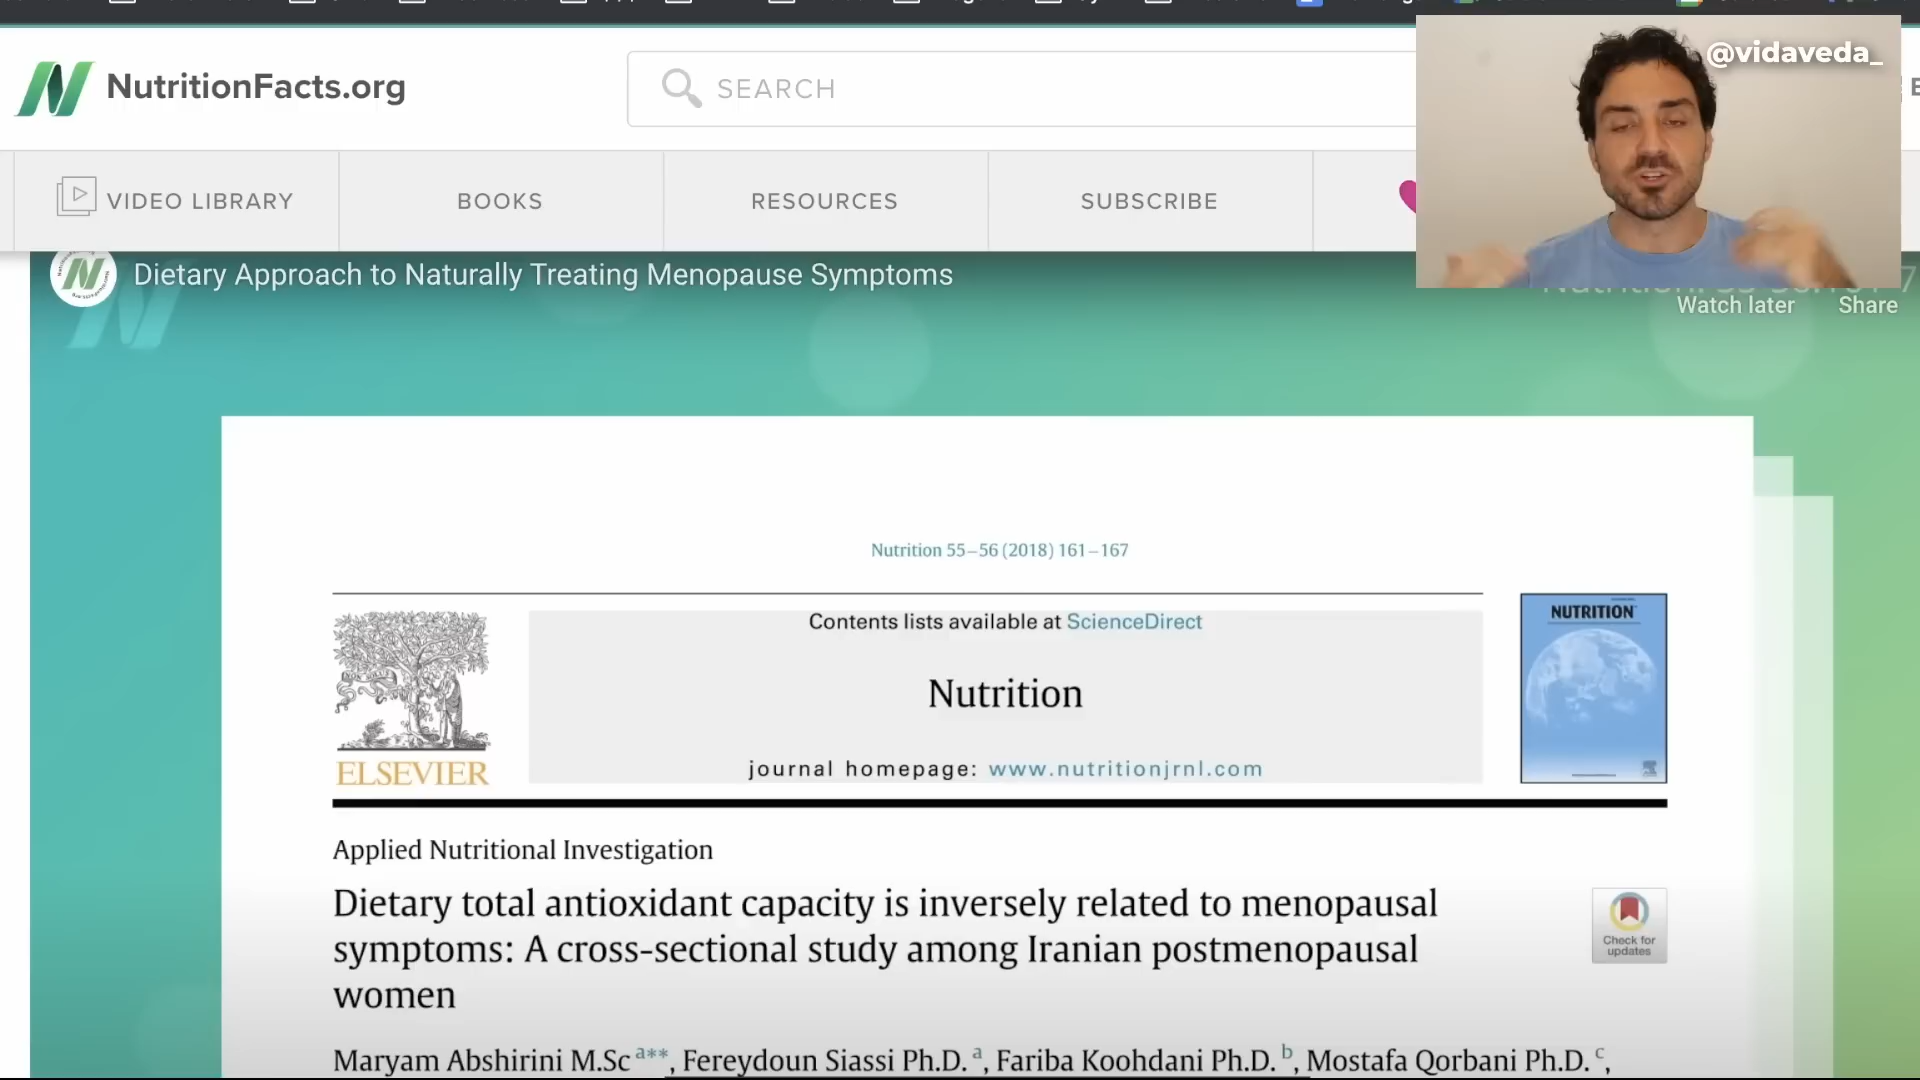 NutritionFacts.org
SEARCH
@vidaveda_
VIDEO LIBRARY
BOOKS
RESOURCES
SUBSCRIBE
Dietary Approach to Naturally Treating Menopause Symptoms
Watch later
Share
Nutrition 55–56 (2018) 161–167
Contents lists available at ScienceDirect
Nutrition
NUTRITION
ELSEVIER
journal homepage: www.nutritionjrnl.com
Applied Nutritional Investigation
Dietary total antioxidant capacity is inversely related to menopausal
symptoms: A cross-sectional study among Iranian postmenopausal
women
Check for
updates
Maryam Abshirini M.Sc a**, Fereydoun Siassi Ph.D. a, Fariba Koohdani Ph.D. b, Mostafa Qorbani Ph.D. c,